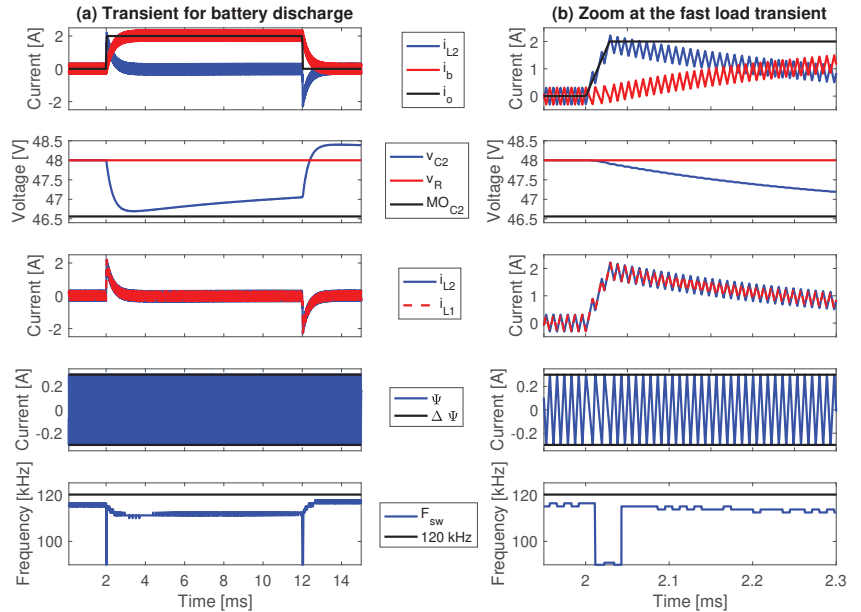 (a) Transient for battery discharge
(b) Zoom at the fast load transient
Current [A]
2
0
-2
i_L2
i_b
i_o
Current [A]
2
1
0
Voltage [V]
48.5
48
47
46.5
v_C2
v_R
MO_C2
Voltage [V]
48.5
48
47
46.5
Current [A]
2
0
-2
i_L2
i_L1
Current [A]
2
1
0
Current [A]
0.2
0
-0.2
Ψ
Δ Ψ
Current [A]
0.2
0
-0.2
Frequency [kHz]
120
100
2 4 6 8 10 12 14
Time [ms]
F_sw
120 kHz
Frequency [kHz]
120
100
2 2.1 2.2 2.3
Time [ms]